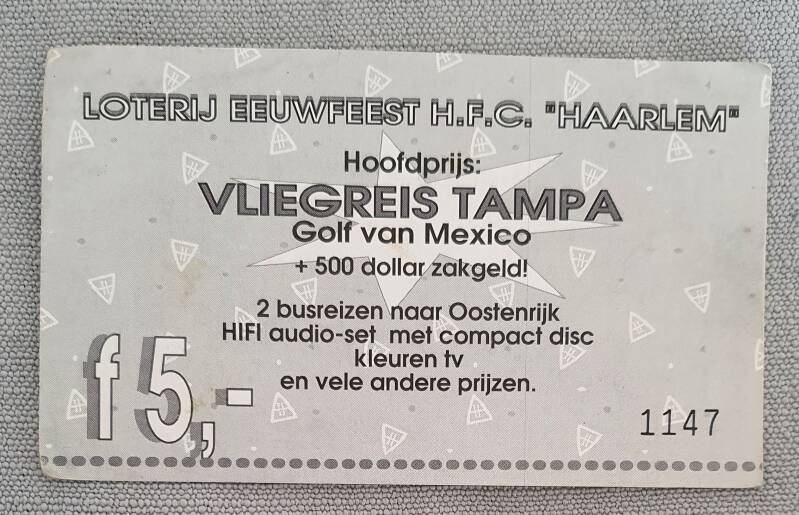 LOTERIJ EEUWFEEST H.F.C. "HAARLEM"
Hoofdprijs:
VLIEGREIS TAMPA
Golf van Mexico
+ 500 dollar zakgeld!
2 busreizen naar Oostenrijk
HIFI audio-set met compact disc
kleuren tv
en vele andere prijzen.
f 5,-
1147